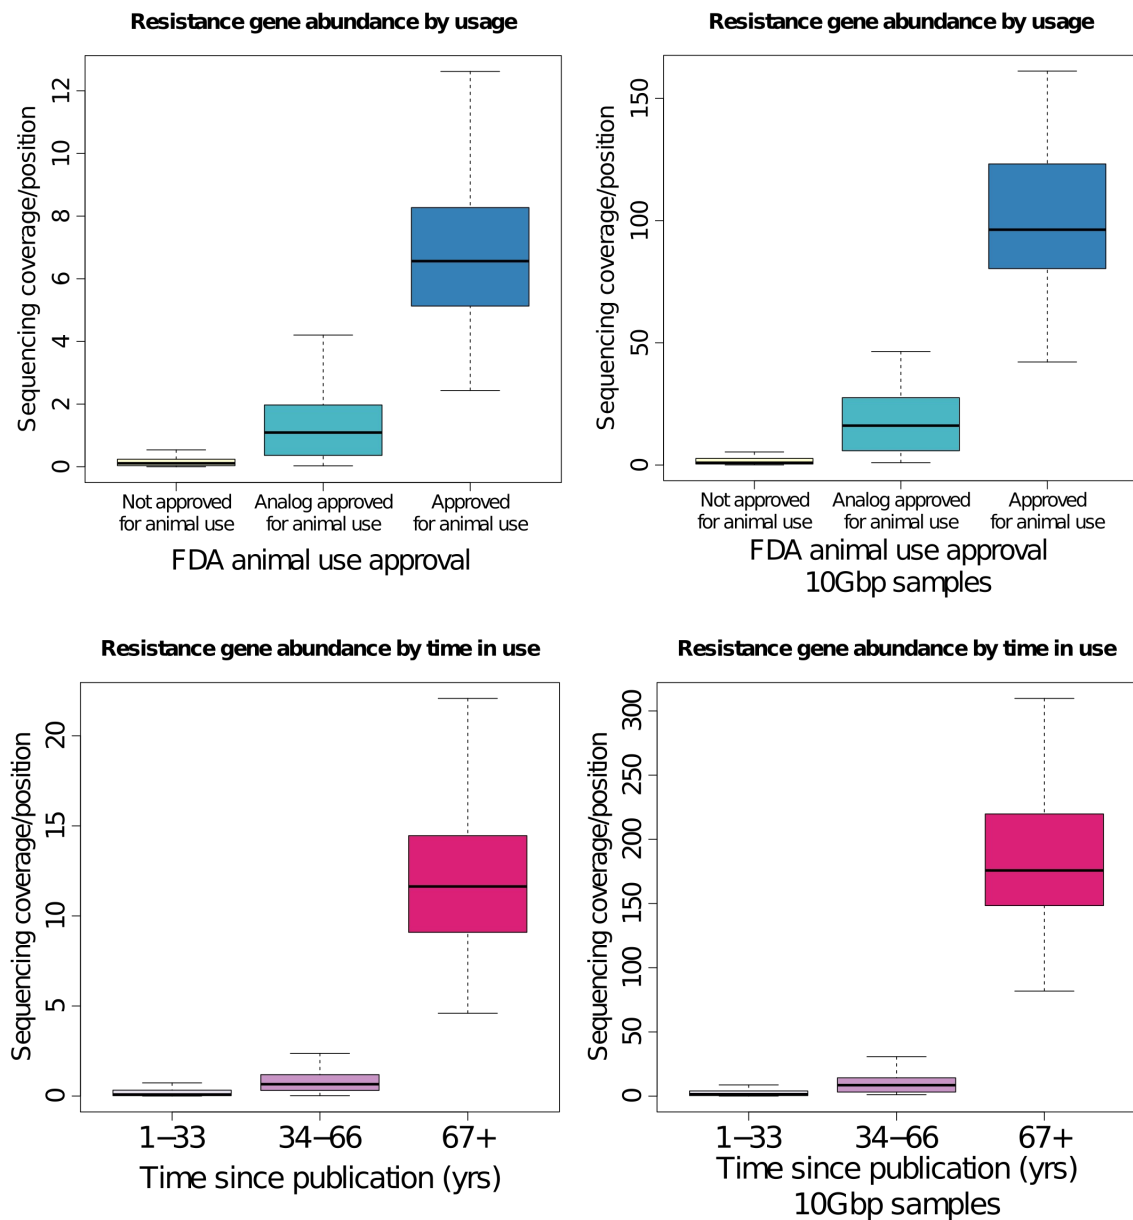 Resistance gene abundance by usage
Sequencing coverage/position
12
10
8
6
4
2
0
Not approved for animal use
Analog approved for animal use
Approved for animal use
FDA animal use approval
Resistance gene abundance by usage
Sequencing coverage/position
150
100
50
0
Not approved for animal use
Analog approved for animal use
Approved for animal use
FDA animal use approval
10Gbp samples
Resistance gene abundance by time in use
Sequencing coverage/position
20
15
10
5
0
1–33
34–66
67+
Time since publication (yrs)
Resistance gene abundance by time in use
Sequencing coverage/position
300
250
200
150
100
50
0
1–33
34–66
67+
Time since publication (yrs)
10Gbp samples